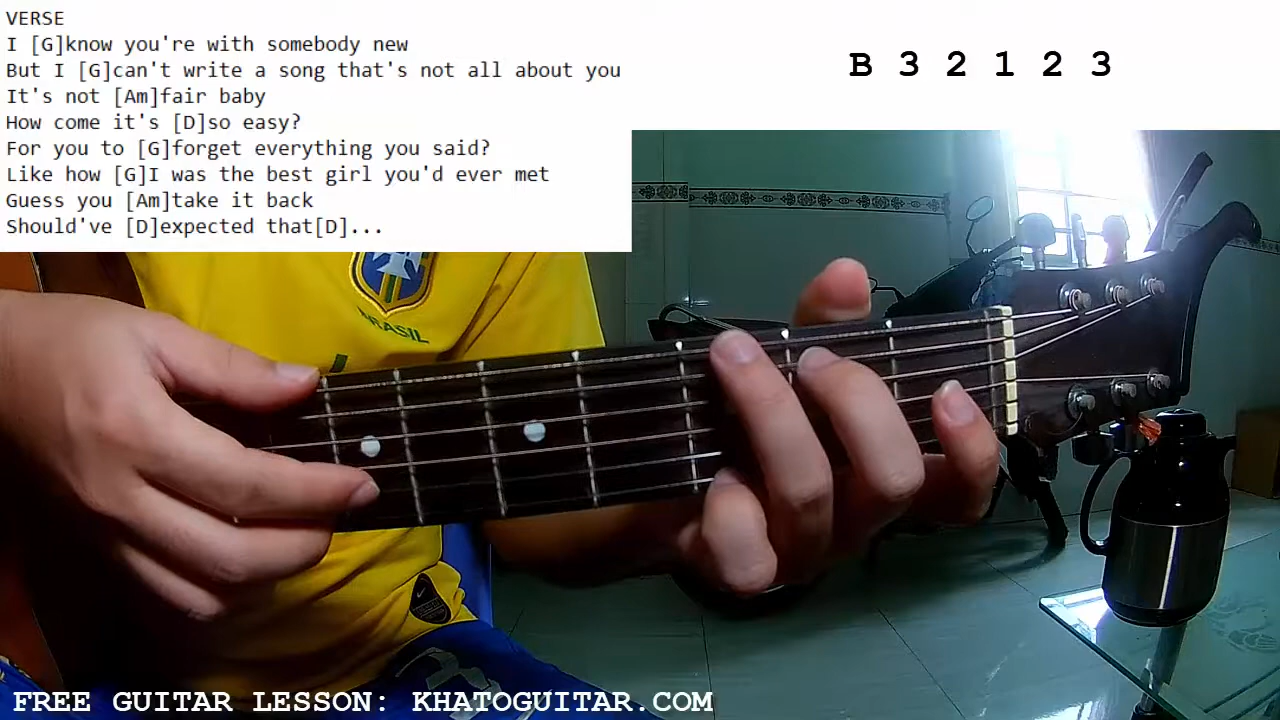 VERSE
I [G]know you're with somebody new
But I [G]can't write a song that's not all about you
It's not [Am]fair baby
How come it's [D]so easy?
For you to [G]forget everything you said?
Like how [G]I was the best girl you'd ever met
Guess you [Am]take it back
Should've [D]expected that[D]...
B 3 2 1 2 3
BRASIL
FREE GUITAR LESSON: KHATOGUITAR.COM